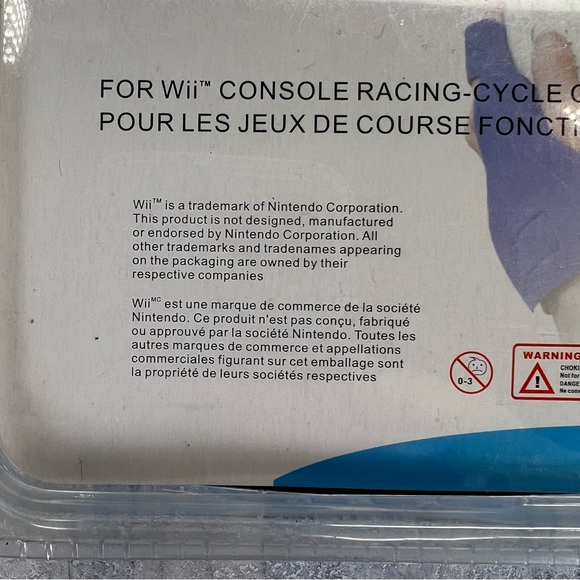 FOR Wii™ CONSOLE RACING-CYCLE
POUR LES JEUX DE COURSE
Wii™ is a trademark of Nintendo Corporation.
This product is not designed, manufactured
or endorsed by Nintendo Corporation. All
other trademarks and tradenames appearing
on the packaging are owned by their
respective companies
Wii MC est une marque de commerce de la société
Nintendo. Ce produit n'est pas conçu, fabriqué
ou approuvé par la société Nintendo. Toutes les
autres marques de commerce et appellations
commerciales figurant sur cet emballage sont
la propriété de leurs sociétés respectives
0-3
WARNING
Not for
Ne